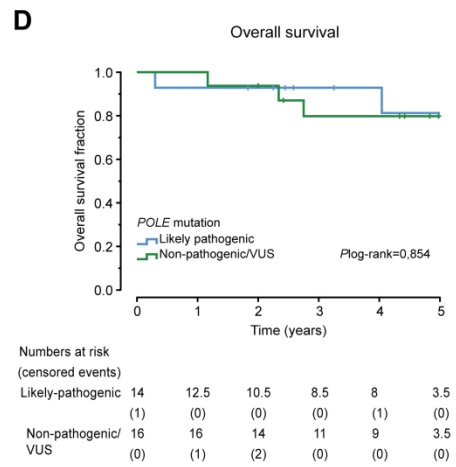 D
Overall survival
Overall survival fraction
1.0
0.8
0.6
0.4
0.2
0.0
POLE mutation
Likely pathogenic
Non-pathogenic/VUS
Plog-rank=0,854
0 1 2 3 4 5
Time (years)
Numbers at risk
(censored events)
Likely-pathogenic 14 12.5 10.5 8.5 8 3.5
(1) (0) (0) (0) (1) (0)
Non-pathogenic/ 16 16 14 11 9 3.5
VUS (0) (1) (2) (0) (0) (0)